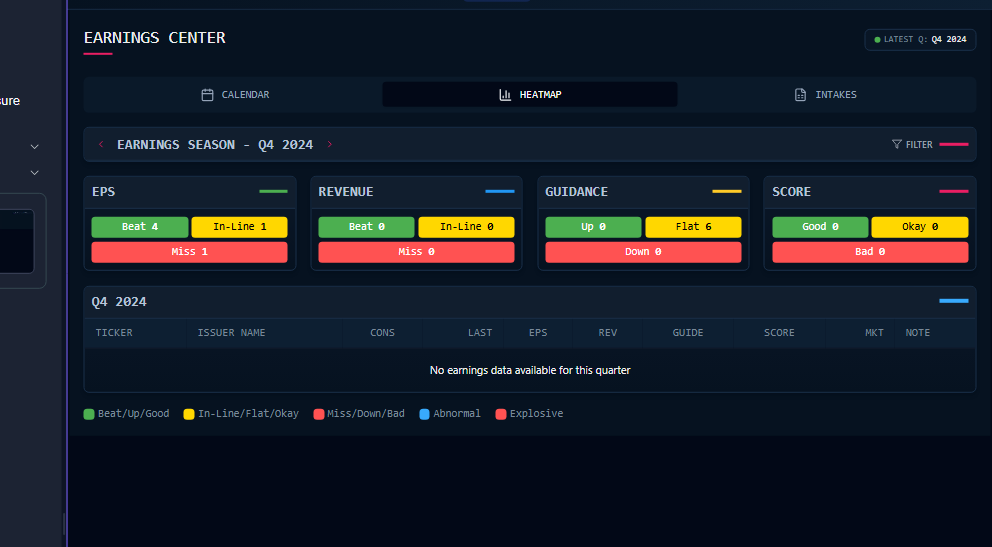 EARNINGS CENTER
LATEST Q: Q4 2024
sure
CALENDAR
HEATMAP
INTAKES
EARNINGS SEASON - Q4 2024
FILTER
EPS
REVENUE
GUIDANCE
SCORE
Beat 4 In-Line 1
Beat 0 In-Line 0
Up 0 Flat 6
Good 0 Okay 0
Miss 1
Miss 0
Down 0
Bad 0
Q4 2024
TICKER ISSUER NAME CONS LAST EPS REV GUIDE SCORE MKT NOTE
No earnings data available for this quarter
Beat/Up/Good In-Line/Flat/Okay Miss/Down/Bad Abnormal Explosive